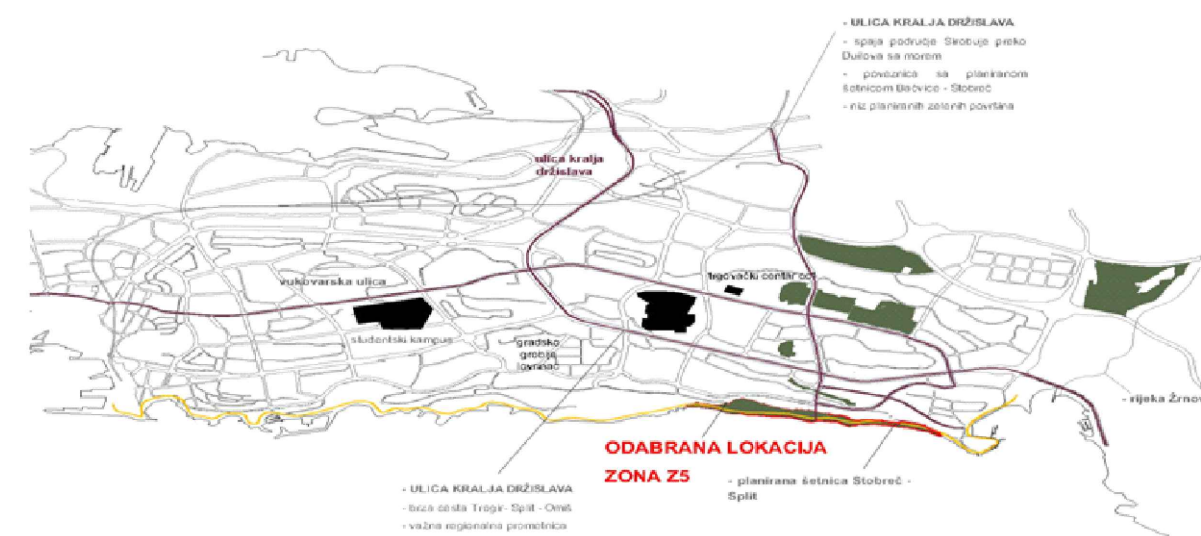 - ULICA KRALJA DRŽISLAVA
- spaja područje Sirobuje preko
Duilova sa morem
- poveznica sa planiranom
šetnicom Bačvice - Stobreč
- niz planiranih zelenih površina
ulica kralja
držislava
trgovački centar
vukovarska ulica
studentski kampus
gradsko
groblje
lovrinac
- rijeka Žrnov
ODABRANA LOKACIJA
ZONA Z5
- planirana šetnica Stobreč -
Split
- ULICA KRALJA DRŽISLAVA
- brza cesta Trogir- Split - Omiš
- važna regionalna prometnica